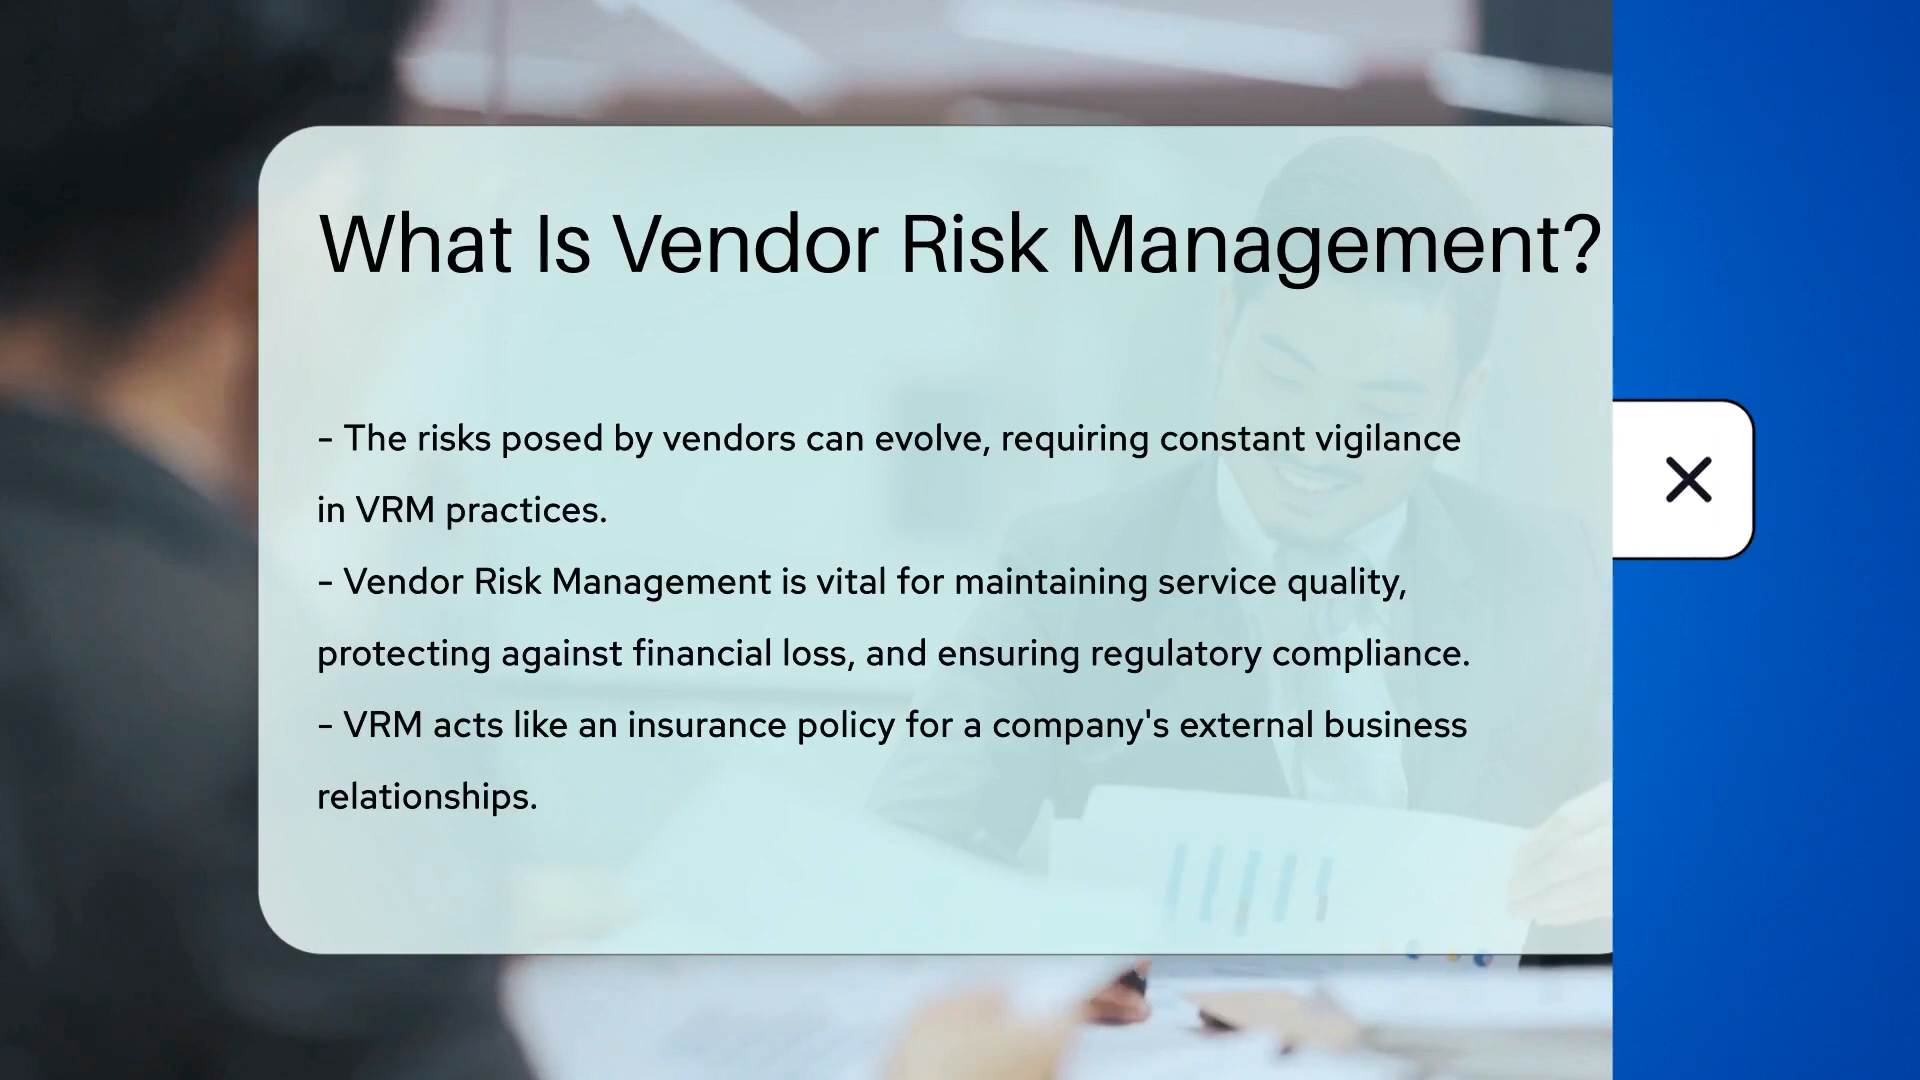 What Is Vendor Risk Management?
- The risks posed by vendors can evolve, requiring constant vigilance
in VRM practices.
- Vendor Risk Management is vital for maintaining service quality,
protecting against financial loss, and ensuring regulatory compliance.
- VRM acts like an insurance policy for a company's external business
relationships.